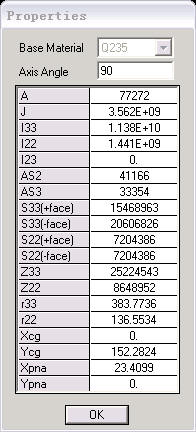 Properties
Base Material Q235
Axis Angle 90
A 77272
J 3.562E+09
I33 1.138E+10
I22 1.441E+09
I23 0.
AS2 41166
AS3 33354
S33(+face) 15468963
S33(-face) 20606826
S22(+face) 7204386
S22(-face) 7204386
Z33 25224543
Z22 8648952
r33 383.7736
r22 136.5534
Xcg 0.
Ycg 152.2824
Xpna 23.4099
Ypna 0.
OK